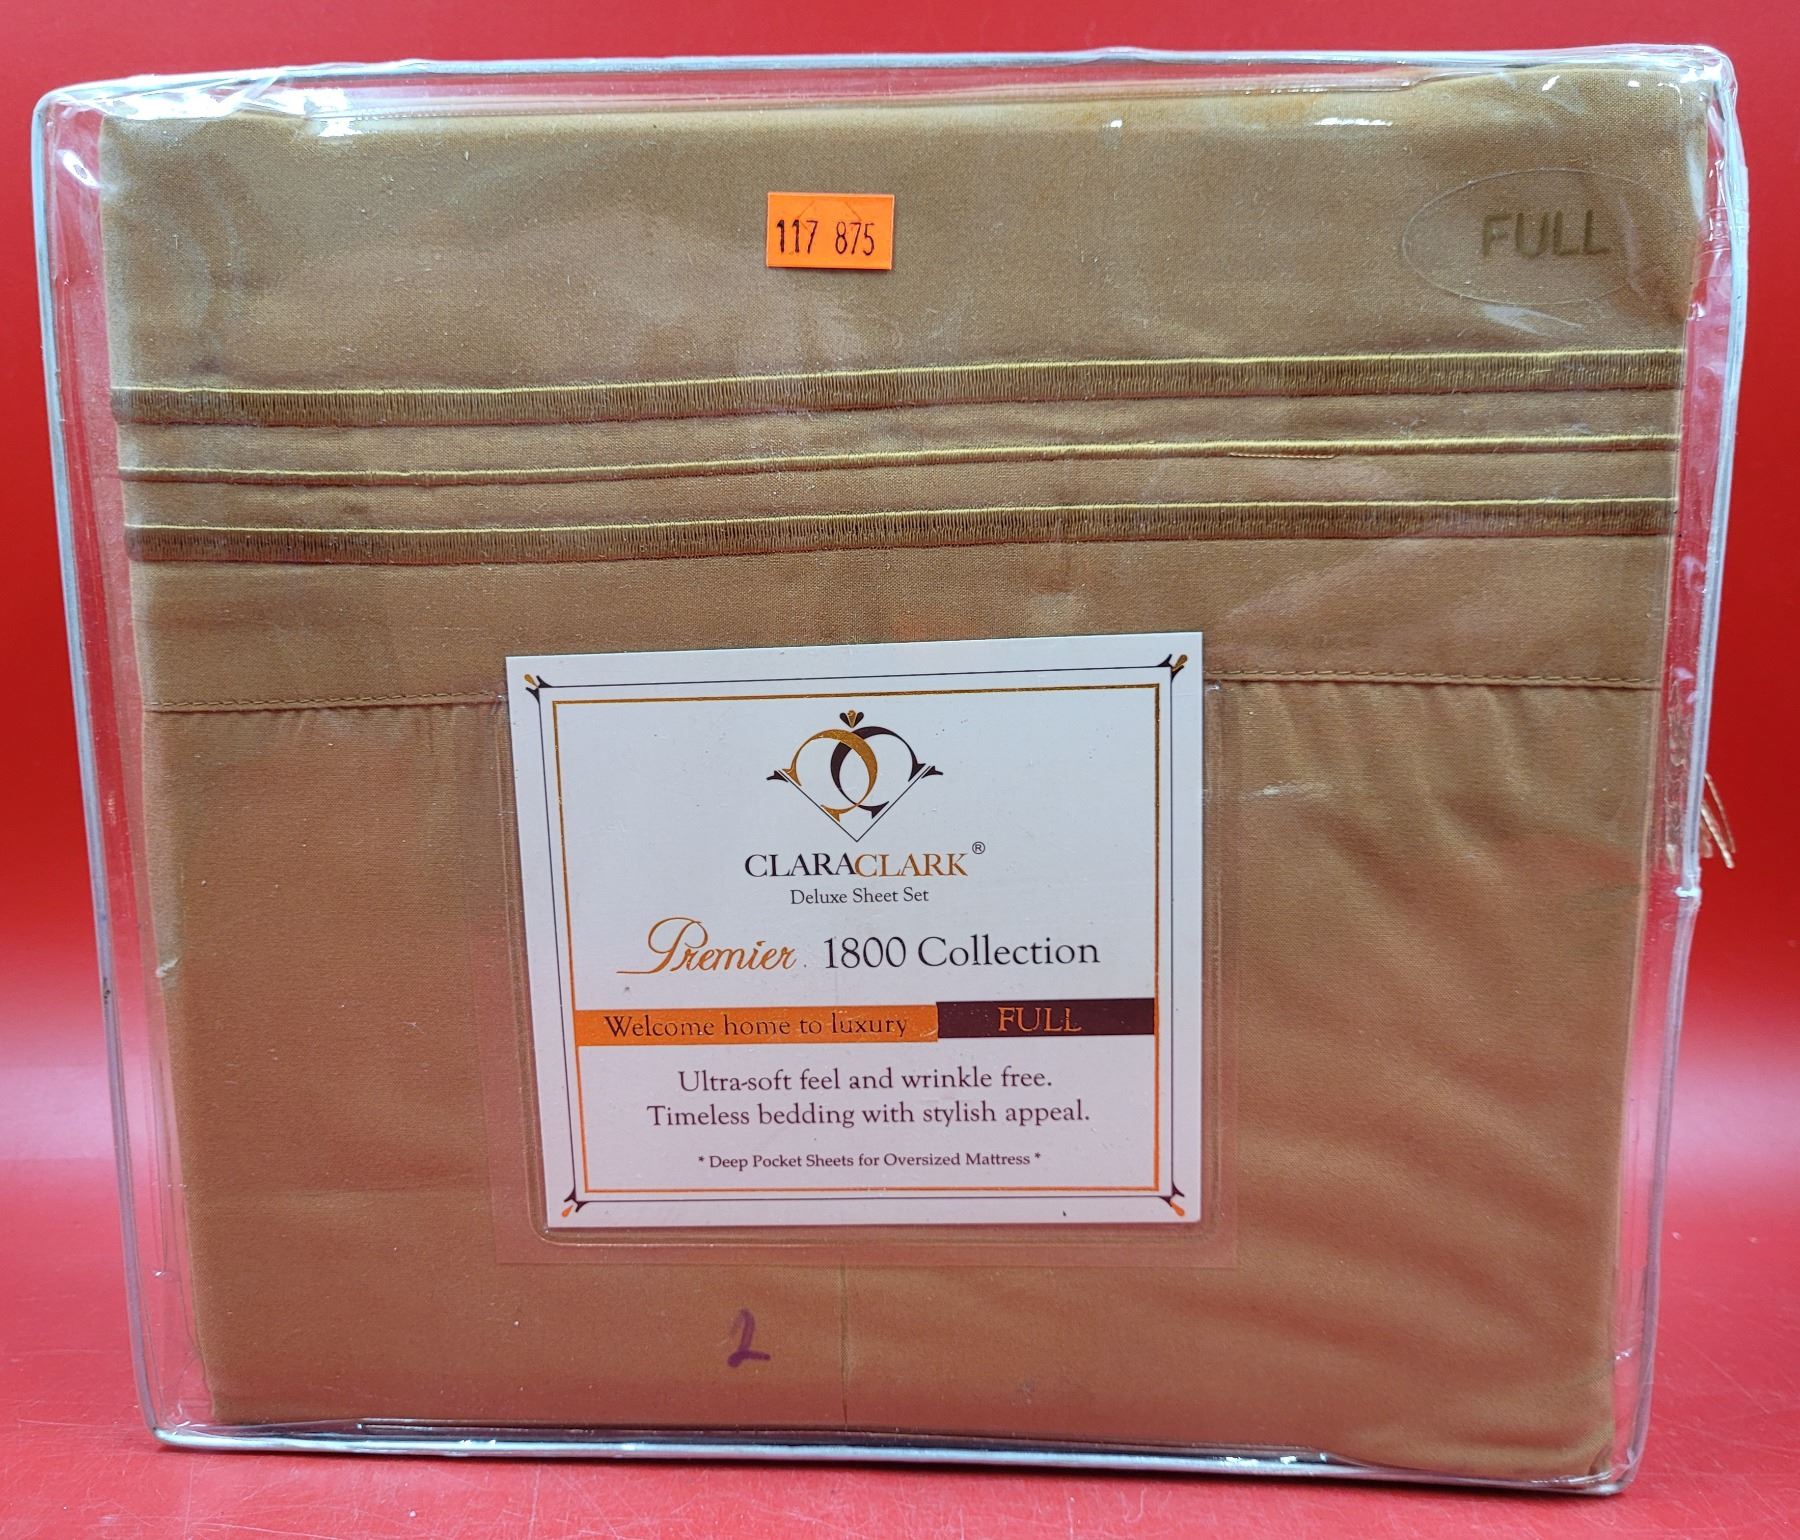 117 875
FULL
CLARACLARK®
Deluxe Sheet Set
Premier 1800 Collection
Welcome home to luxury FULL
Ultra-soft feel and wrinkle free.
Timeless bedding with stylish appeal.
* Deep Pocket Sheets for Oversized Mattress *
2